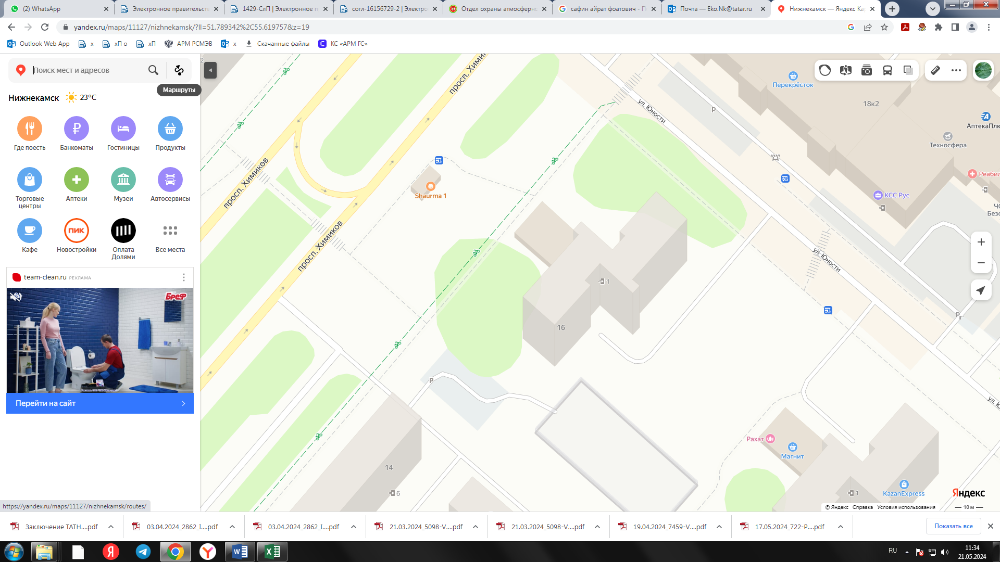 (2) WhatsApp
Электронное правительств
1429-СлП | Электронное п
согл-16156729-2 | Электро
Отдел охраны атмосферно
сафин айрат фоатович - П
Почта — Eko.Nk@tatar.ru
Нижнекамск — Яндекс Ка
yandex.ru/maps/11127/nizhnekamsk/?ll=51.789342%2C55.619757&z=19
Outlook Web App
х
хП о
хП
АРМ РСМЭВ
х
Скачанные файлы
КС «АРМ ГС»
Поиск мест и адресов
Маршруты
Нижнекамск
23°C
Где поесть
Банкоматы
Гостиницы
Продукты
Торговые
центры
Аптеки
Музеи
Автосервисы
Кафе
ПИК
Новостройки
Оплата
Долями
Все места
team-clean.ru РЕКЛАМА
Бреф
Перейти на сайт
2
просп. Химиков
просп. Химиков
просп. Химиков
просп. Хими
ул. Юности
ул. Юности
ул. Ю
Перекрёсток
18к2
P
АптекаПлю
Техносфера
Реабил
КСС Рус
ЧО
Безо
Shaurma 1
1
16
P
P
14
6
Рахат
Магнит
1
KazanExpress
Яндекс
© Яндекс Справка Условия использования
10 м
https://yandex.ru/maps/11127/nizhnekamsk/routes/
Заключение ТАТН....pdf
03.04.2024_2862_I....pdf
03.04.2024_2862_I....pdf
21.03.2024_5098-V....pdf
21.03.2024_5098-V....pdf
19.04.2024_7459-V....pdf
17.05.2024_722-P....pdf
Показать все
RU
11:34
21.05.2024